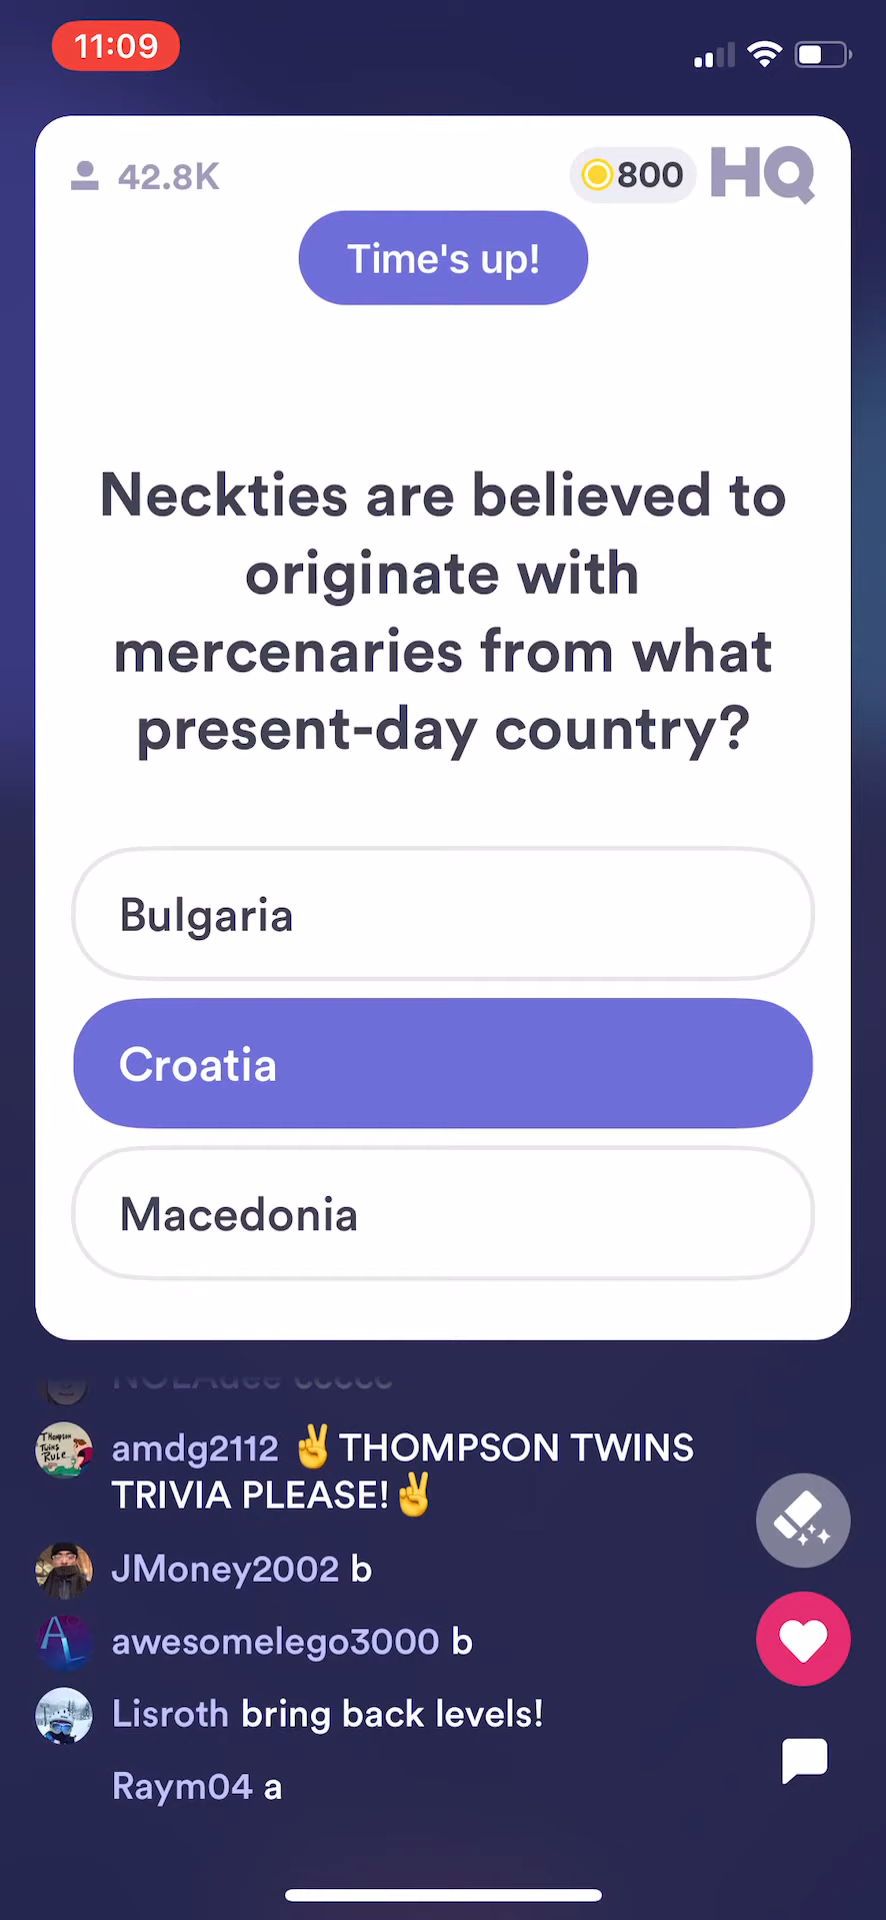 11:09
42.8K
800
HQ
Time's up!
Neckties are believed to
originate with
mercenaries from what
present-day country?
Bulgaria
Croatia
Macedonia
amdg2112 ✌️THOMPSON TWINS
TRIVIA PLEASE!✌️
JMoney2002 b
awesomelego3000 b
Lisroth bring back levels!
Raym04 a